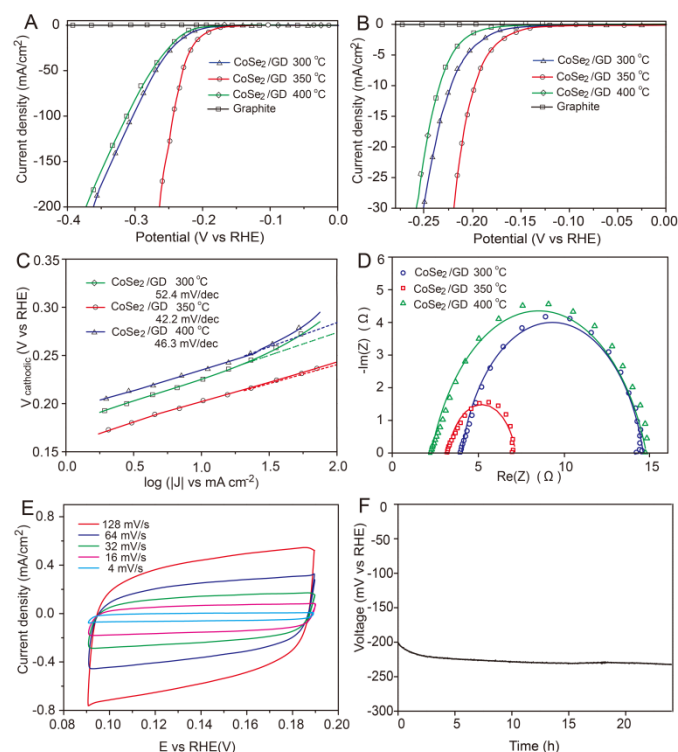 A
Current density (mA/cm²)
0
-50
-100
-150
-200
-0.4
-0.3
-0.2
-0.1
0.0
Potential (V vs RHE)
CoSe₂/GD 300 °C
CoSe₂/GD 350 °C
CoSe₂/GD 400 °C
Graphite
B
Current density (mA/cm²)
0
-5
-10
-15
-20
-25
-30
-0.25
-0.20
-0.15
-0.10
-0.05
0.00
Potential (V vs RHE)
CoSe₂/GD 300 °C
CoSe₂/GD 350 °C
CoSe₂/GD 400 °C
Graphite
C
V cathodic (V vs RHE)
0.35
0.30
0.25
0.20
0.15
0.0
0.5
1.0
1.5
2.0
log (|J| vs mA cm⁻²)
CoSe₂/GD 300 °C
52.4 mV/dec
CoSe₂/GD 350 °C
42.2 mV/dec
CoSe₂/GD 400 °C
46.3 mV/dec
D
-Im(Z) (Ω)
6
5
4
3
2
1
0
0
5
10
15
Re(Z) (Ω)
CoSe₂/GD 300 °C
CoSe₂/GD 350 °C
CoSe₂/GD 400 °C
E
Current density (mA/cm²)
0.8
0.4
0.0
-0.4
-0.8
0.08
0.10
0.12
0.14
0.16
0.18
0.20
E vs RHE(V)
128 mV/s
64 mV/s
32 mV/s
16 mV/s
4 mV/s
F
Voltage (mV vs RHE)
0
-50
-100
-150
-200
-250
-300
0
5
10
15
20
Time (h)